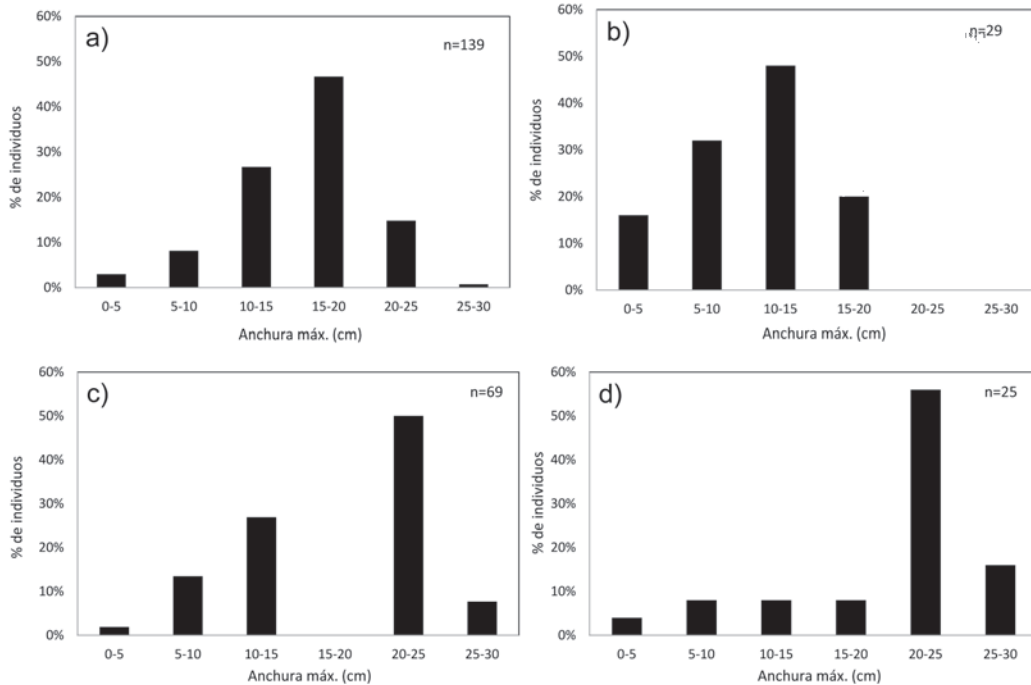 a)
n=139
% de individuos
60%
50%
40%
30%
20%
10%
0%
0-5 5-10 10-15 15-20 20-25 25-30
Anchura máx. (cm)
b)
n=29
% de individuos
60%
50%
40%
30%
20%
10%
0%
0-5 5-10 10-15 15-20 20-25 25-30
Anchura máx. (cm)
c)
n=69
% de individuos
60%
50%
40%
30%
20%
10%
0%
0-5 5-10 10-15 15-20 20-25 25-30
Anchura máx. (cm)
d)
n=25
% de individuos
60%
50%
40%
30%
20%
10%
0%
0-5 5-10 10-15 15-20 20-25 25-30
Anchura máx. (cm)